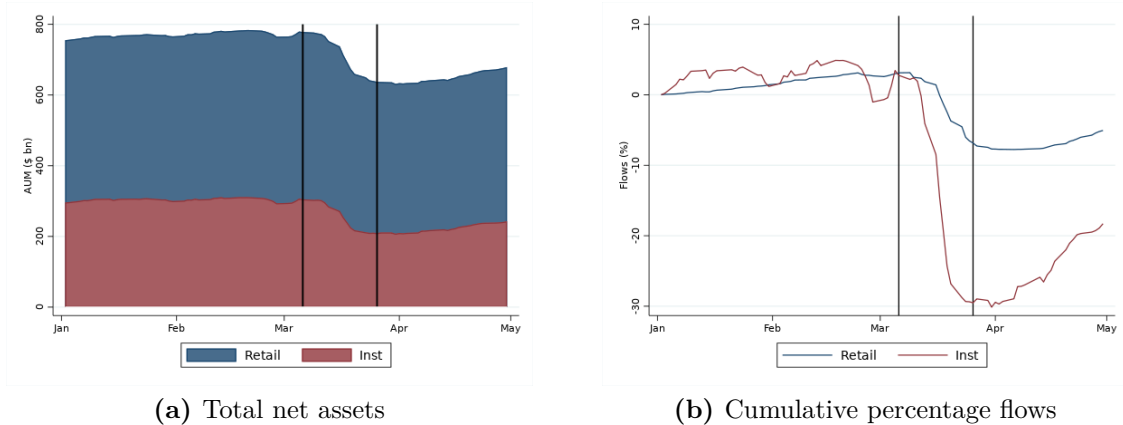 800
600
400
200
0
AUM ($ bn)
Jan Feb Mar Apr May
Retail Inst
(a) Total net assets
10
0
-10
-20
-30
Flows (%)
Jan Feb Mar Apr May
Retail Inst
(b) Cumulative percentage flows